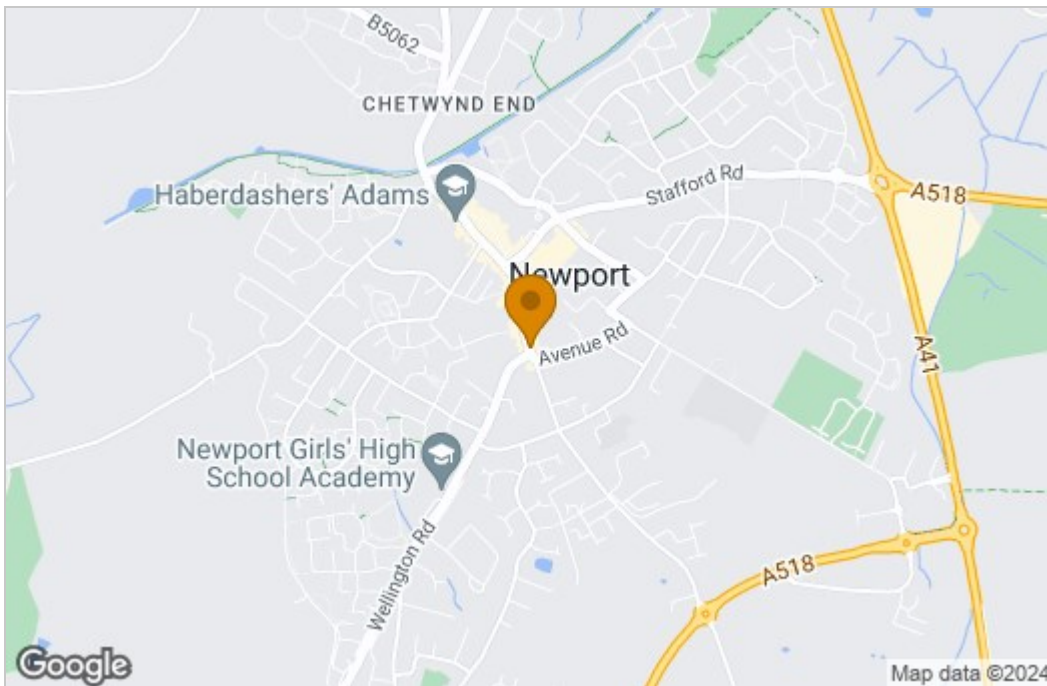 B5062
CHETWYND END
Haberdashers' Adams
Stafford Rd
A518
Newport
Avenue Rd
A41
Newport Girls' High
School Academy
Wellington Rd
A518
Google
Map data ©2024